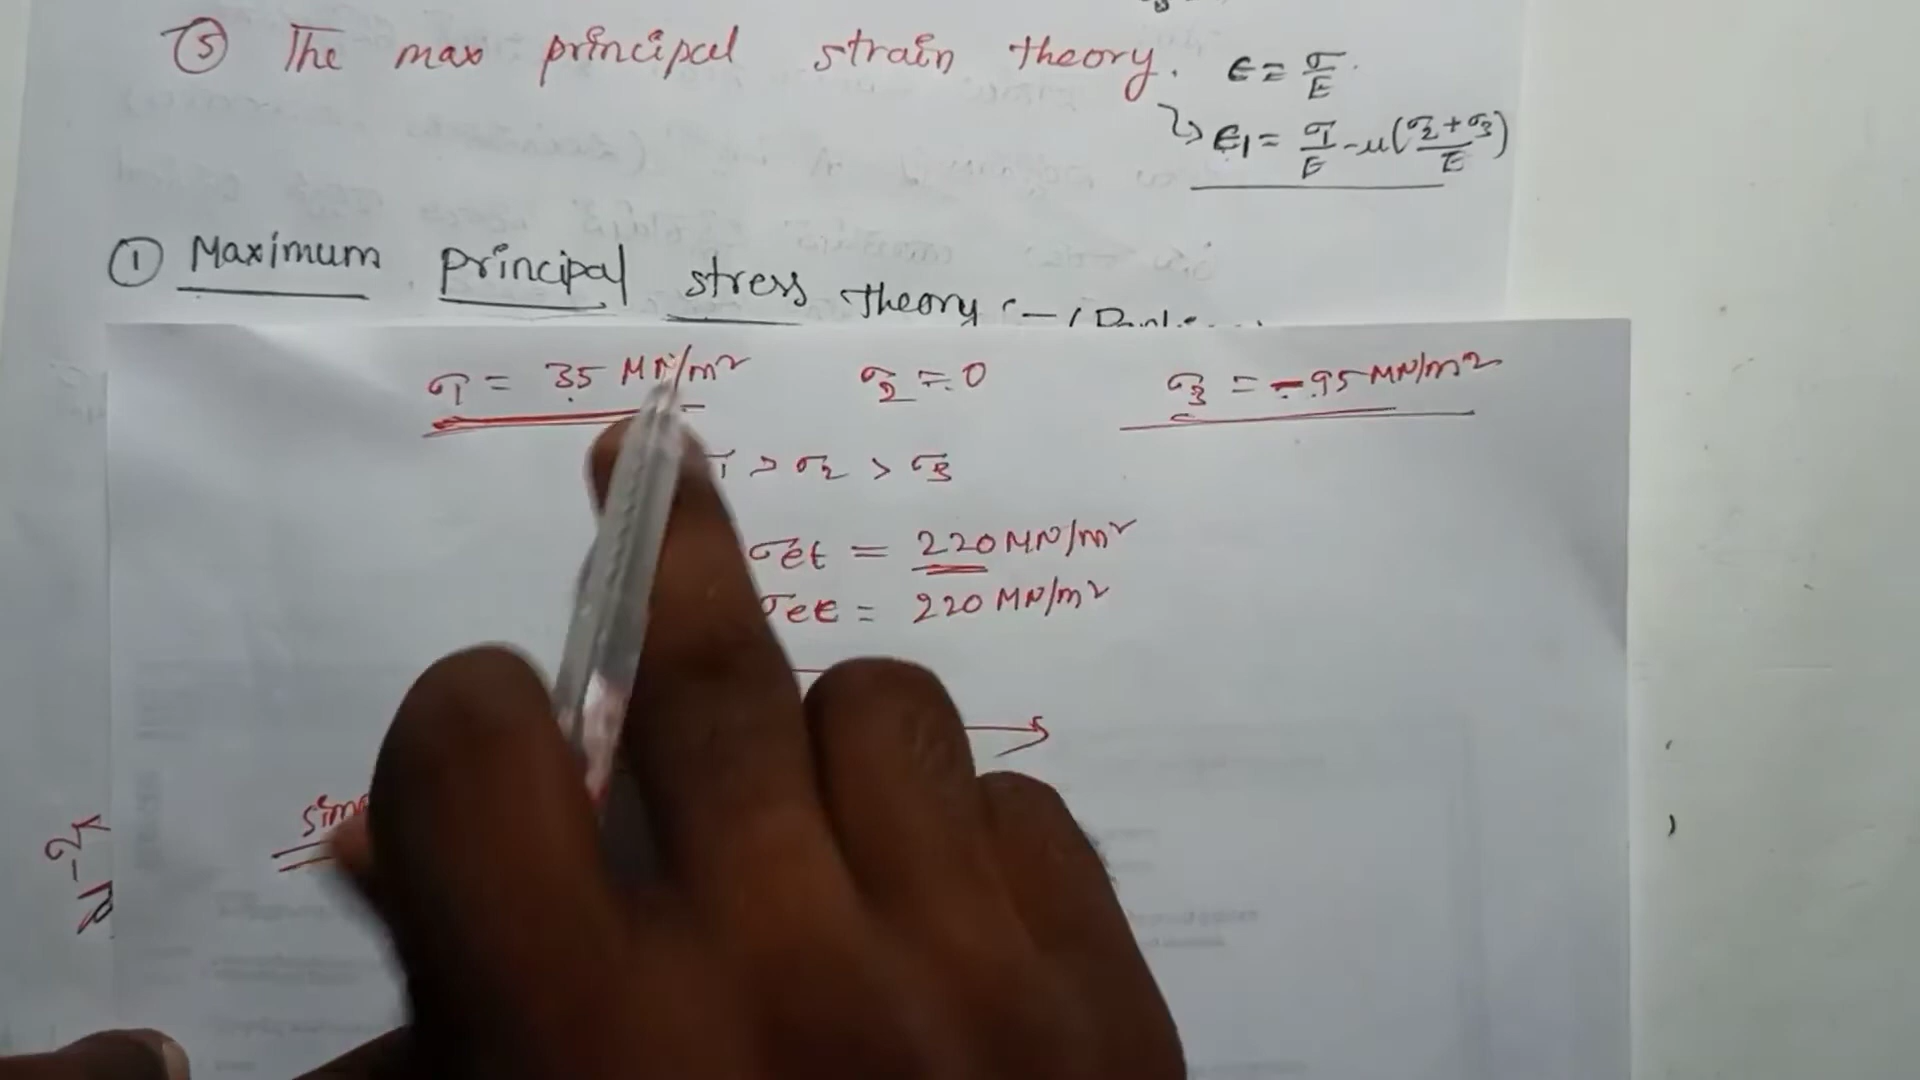 ⑤ The max principal strain theory. ϵ = σ/E
ϵ1 = σ1/E - μ(σ2+σ3/E)
① Maximum principal stress theory :-
σ1 = 35 MN/m² σ2 = 0 σ3 = -95 MN/m²
σ1 > σ2 > σ3
σet = 220 MN/m²
σec = 220 MN/m²